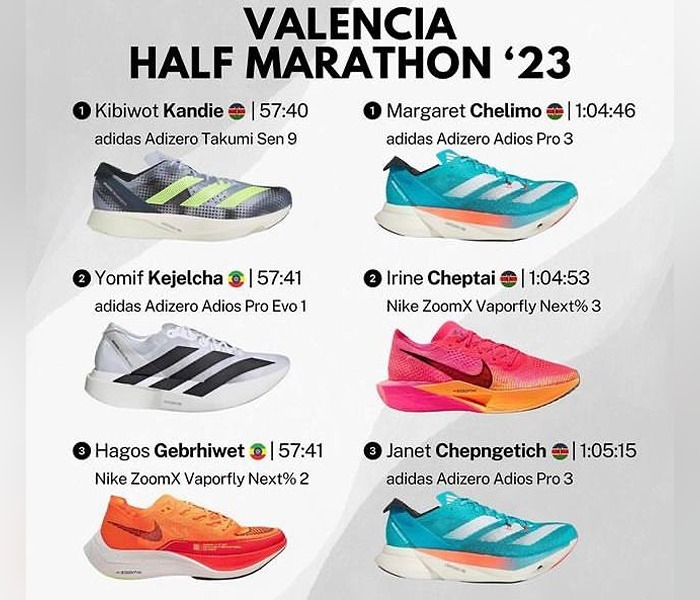 VALENCIA
HALF MARATHON ‘23
1 Kibiwot Kandie | 57:40
adidas Adizero Takumi Sen 9
2 Yomif Kejelcha | 57:41
adidas Adizero Adios Pro Evo 1
3 Hagos Gebrhiwet | 57:41
Nike ZoomX Vaporfly Next% 2
1 Margaret Chelimo | 1:04:46
adidas Adizero Adios Pro 3
2 Irine Cheptai | 1:04:53
Nike ZoomX Vaporfly Next% 3
3 Janet Chepngetich | 1:05:15
adidas Adizero Adios Pro 3